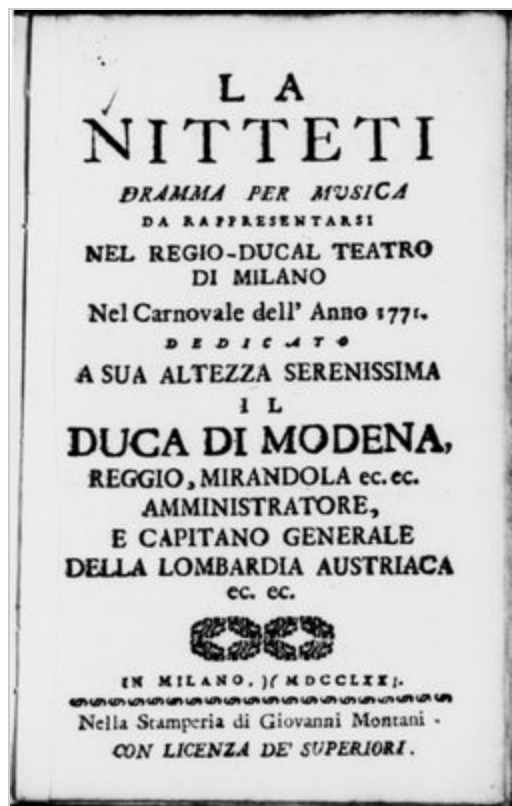 LA
NITTETI
DRAMMA PER MUSICA
DA RAPPRESENTARSI
NEL REGIO-DUCAL TEATRO
DI MILANO
Nel Carnovale dell' Anno 1771.
DEDICATO
A SUA ALTEZZA SERENISSIMA
IL
DUCA DI MODENA,
REGGIO, MIRANDOLA ec. ec.
AMMINISTRATORE,
E CAPITANO GENERALE
DELLA LOMBARDIA AUSTRIACA
ec. ec.
IN MILANO, )( MDCCLXXI.
Nella Stamperia di Giovanni Montani.
CON LICENZA DE' SUPERIORI.